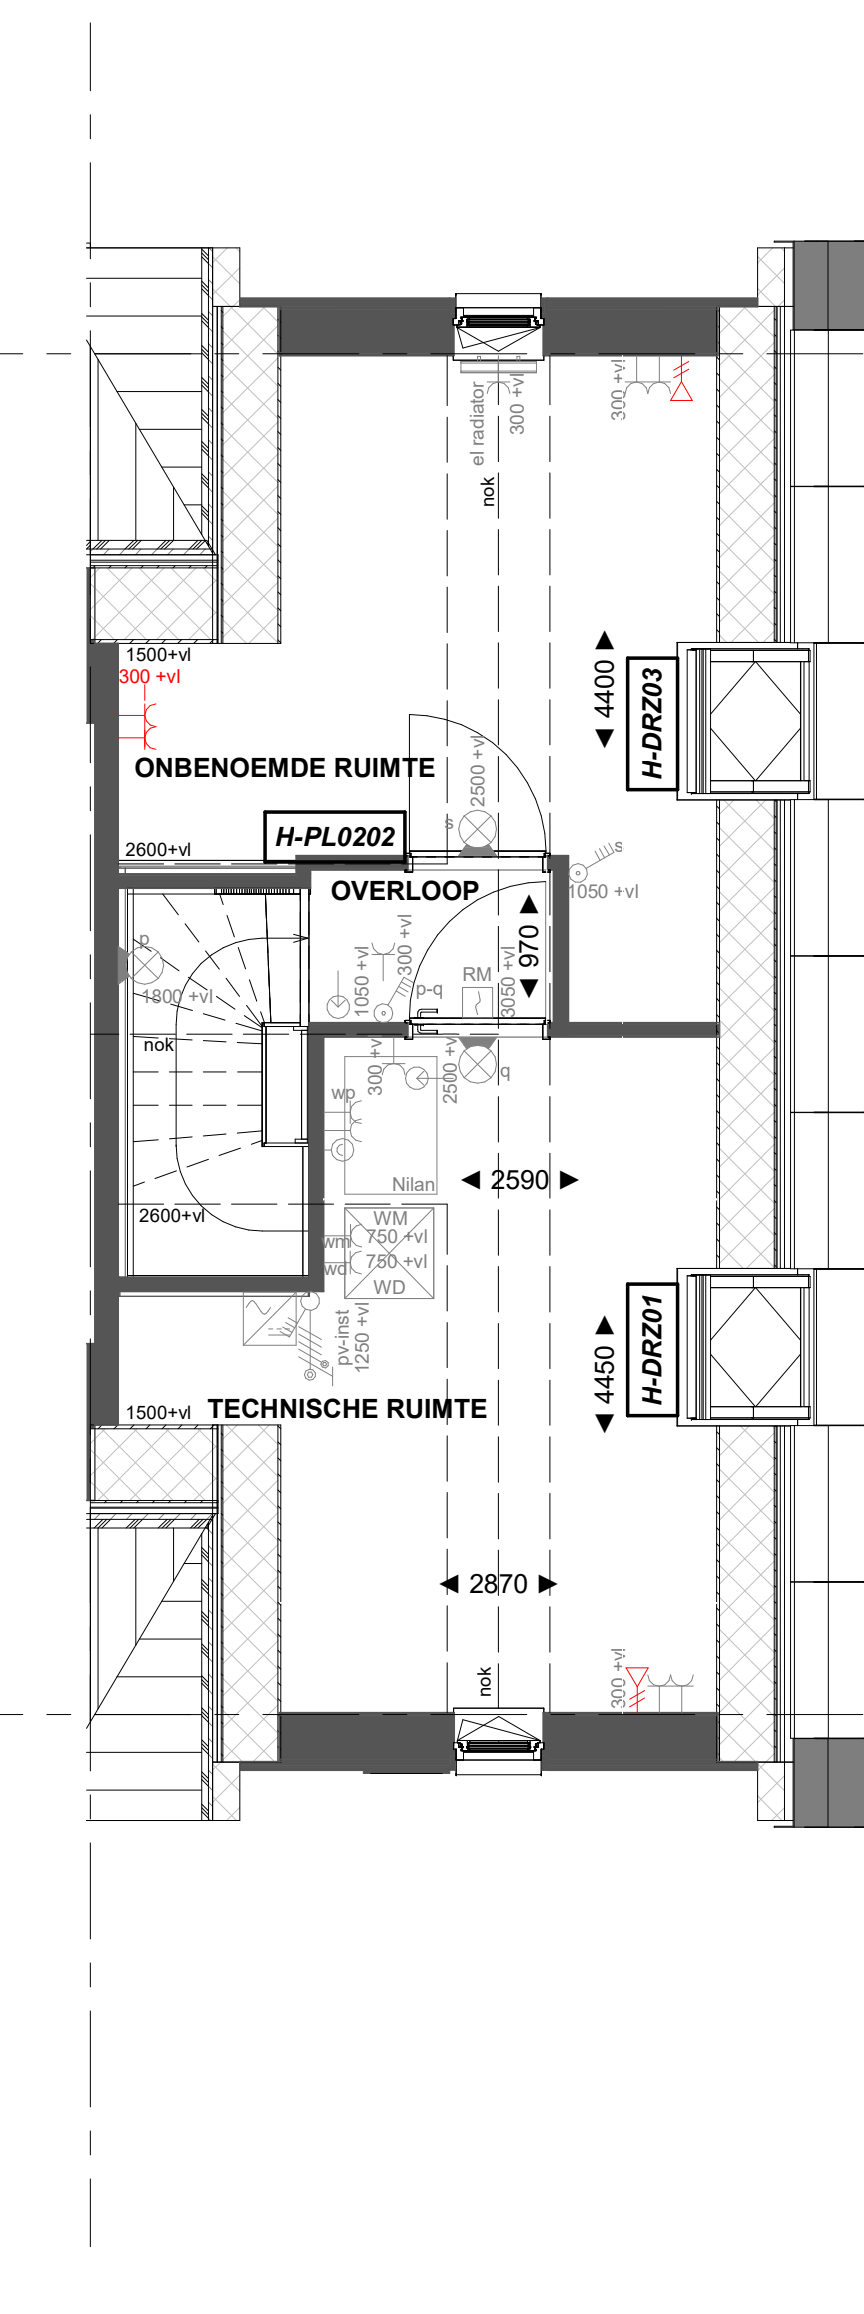 el radiator
300 +vl
300 +vl
nok
1500+vl
300 +vl
4400
H-DRZ03
ONBENOEMDE RUIMTE
2500 +vl
s
H-PL0202
2600+vl
s
OVERLOOP
1050 +vl
p
1800 +vl
1050 +vl
300 +vl
p-q
RM
3050 +vl
970
nok
300 +vl
2500 +vl
q
wp
Nilan
2590
2600+vl
WM
wm
750 +vl
wd
750 +vl
WD
pv-inst
1250 +vl
4450
H-DRZ01
1500+vl
TECHNISCHE RUIMTE
2870
nok
300 +vl